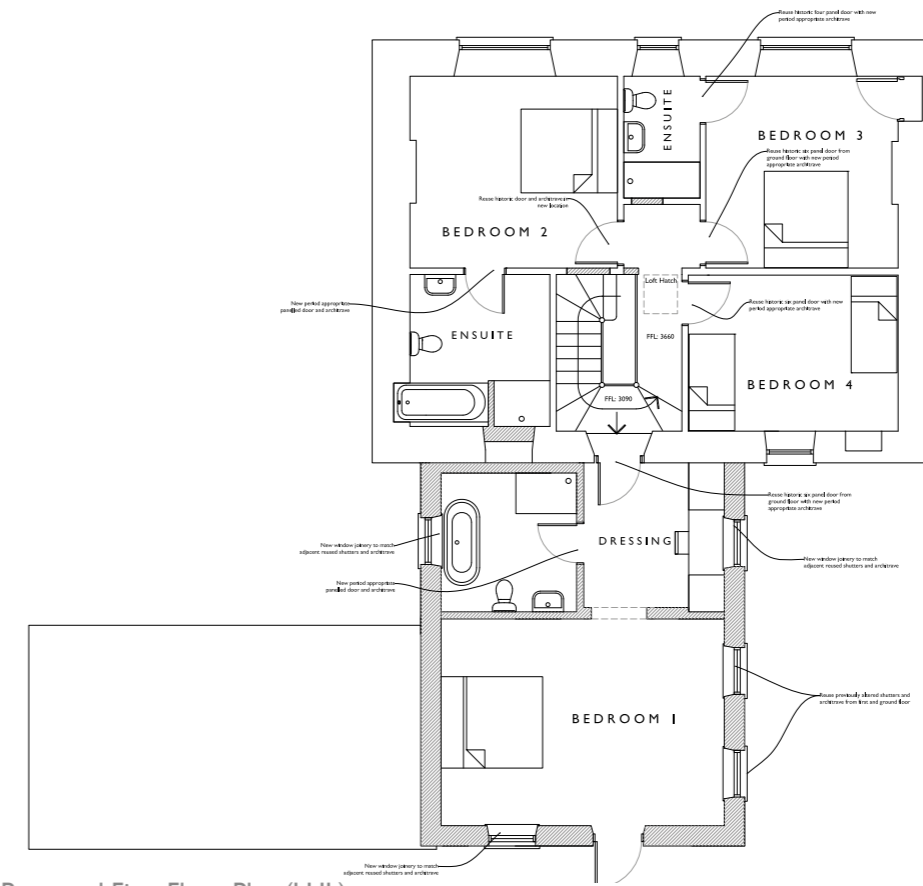 Reuse historic four panel door with new
period appropriate architrave
ENSUITE
BEDROOM 3
Reuse historic six panel door from
ground floor with new period
appropriate architrave
Reuse historic door and architrave in
new location
BEDROOM 2
Loft Hatch
New period appropriate
panelled door and architrave
Reuse historic six panel door with new
period appropriate architrave
ENSUITE
FFL: 3660
BEDROOM 4
FFL: 3090
Reuse historic six panel door from
ground floor with new period
appropriate architrave
DRESSING
New window joinery to match
adjacent reused shutters and architrave
New window joinery to match
adjacent reused shutters and architrave
New period appropriate
panelled door and architrave
Reuse previously altered shutters and
architrave from first and ground floor
BEDROOM 1
New window joinery to match
adjacent reused shutters and architrave